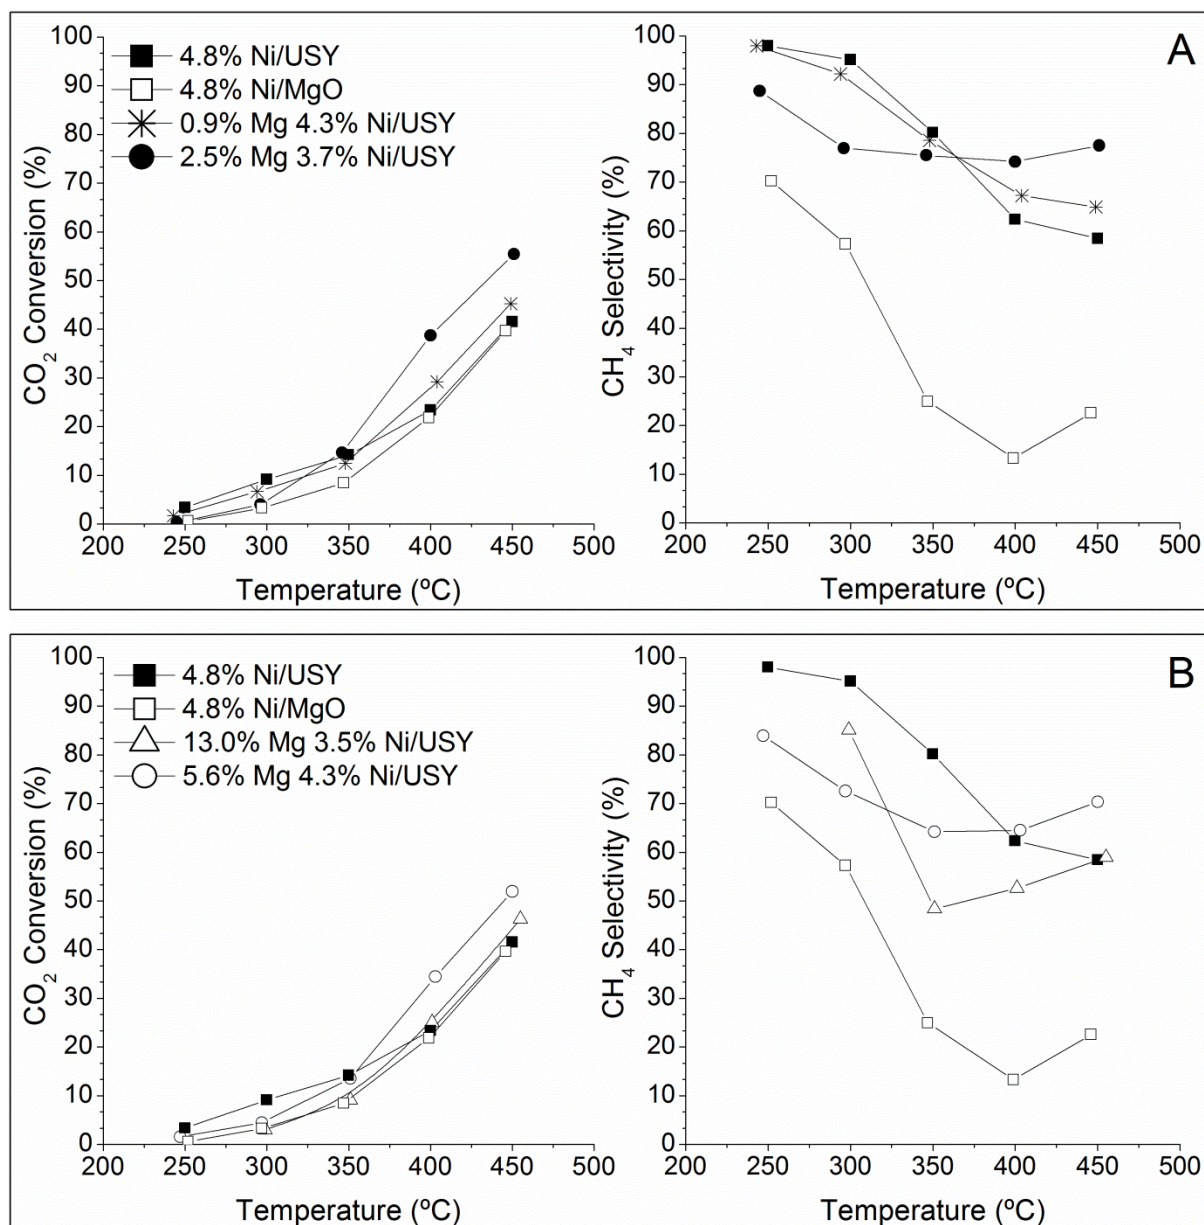 100
90
80
70
60
50
40
30
20
10
0
CO2 Conversion (%)
4.8% Ni/USY
4.8% Ni/MgO
0.9% Mg 4.3% Ni/USY
2.5% Mg 3.7% Ni/USY
200 250 300 350 400 450 500
Temperature (ºC)
A
100
90
80
70
60
50
40
30
20
10
0
CH4 Selectivity (%)
200 250 300 350 400 450 500
Temperature (ºC)
100
90
80
70
60
50
40
30
20
10
0
CO2 Conversion (%)
4.8% Ni/USY
4.8% Ni/MgO
13.0% Mg 3.5% Ni/USY
5.6% Mg 4.3% Ni/USY
200 250 300 350 400 450 500
Temperature (ºC)
B
100
90
80
70
60
50
40
30
20
10
0
CH4 Selectivity (%)
200 250 300 350 400 450 500
Temperature (ºC)